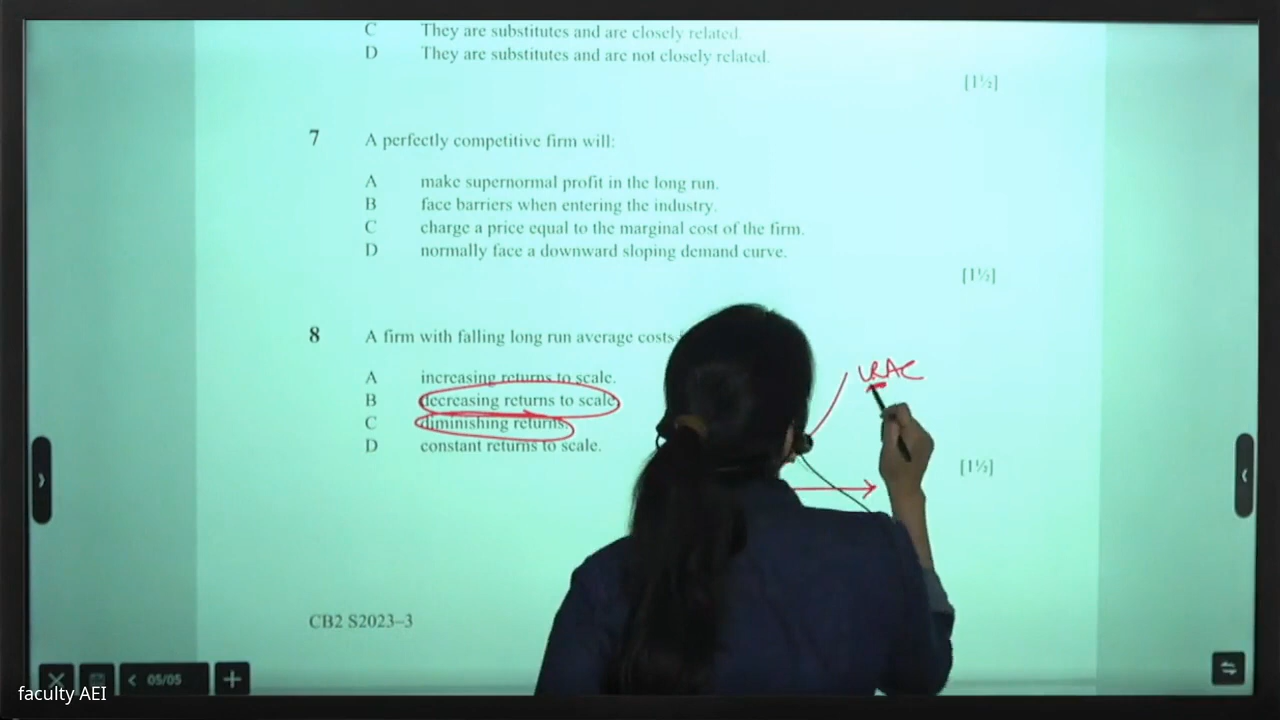 C They are substitutes and are closely related.
D They are substitutes and are not closely related.
[1½]
7 A perfectly competitive firm will:
A make supernormal profit in the long run.
B face barriers when entering the industry.
C charge a price equal to the marginal cost of the firm.
D normally face a downward sloping demand curve.
[1½]
8 A firm with falling long run average costs
A increasing returns to scale.
LRAC
B decreasing returns to scale
C diminishing returns.
D constant returns to scale.
[1½]
CB2 S2023–3
05/05
faculty AEI